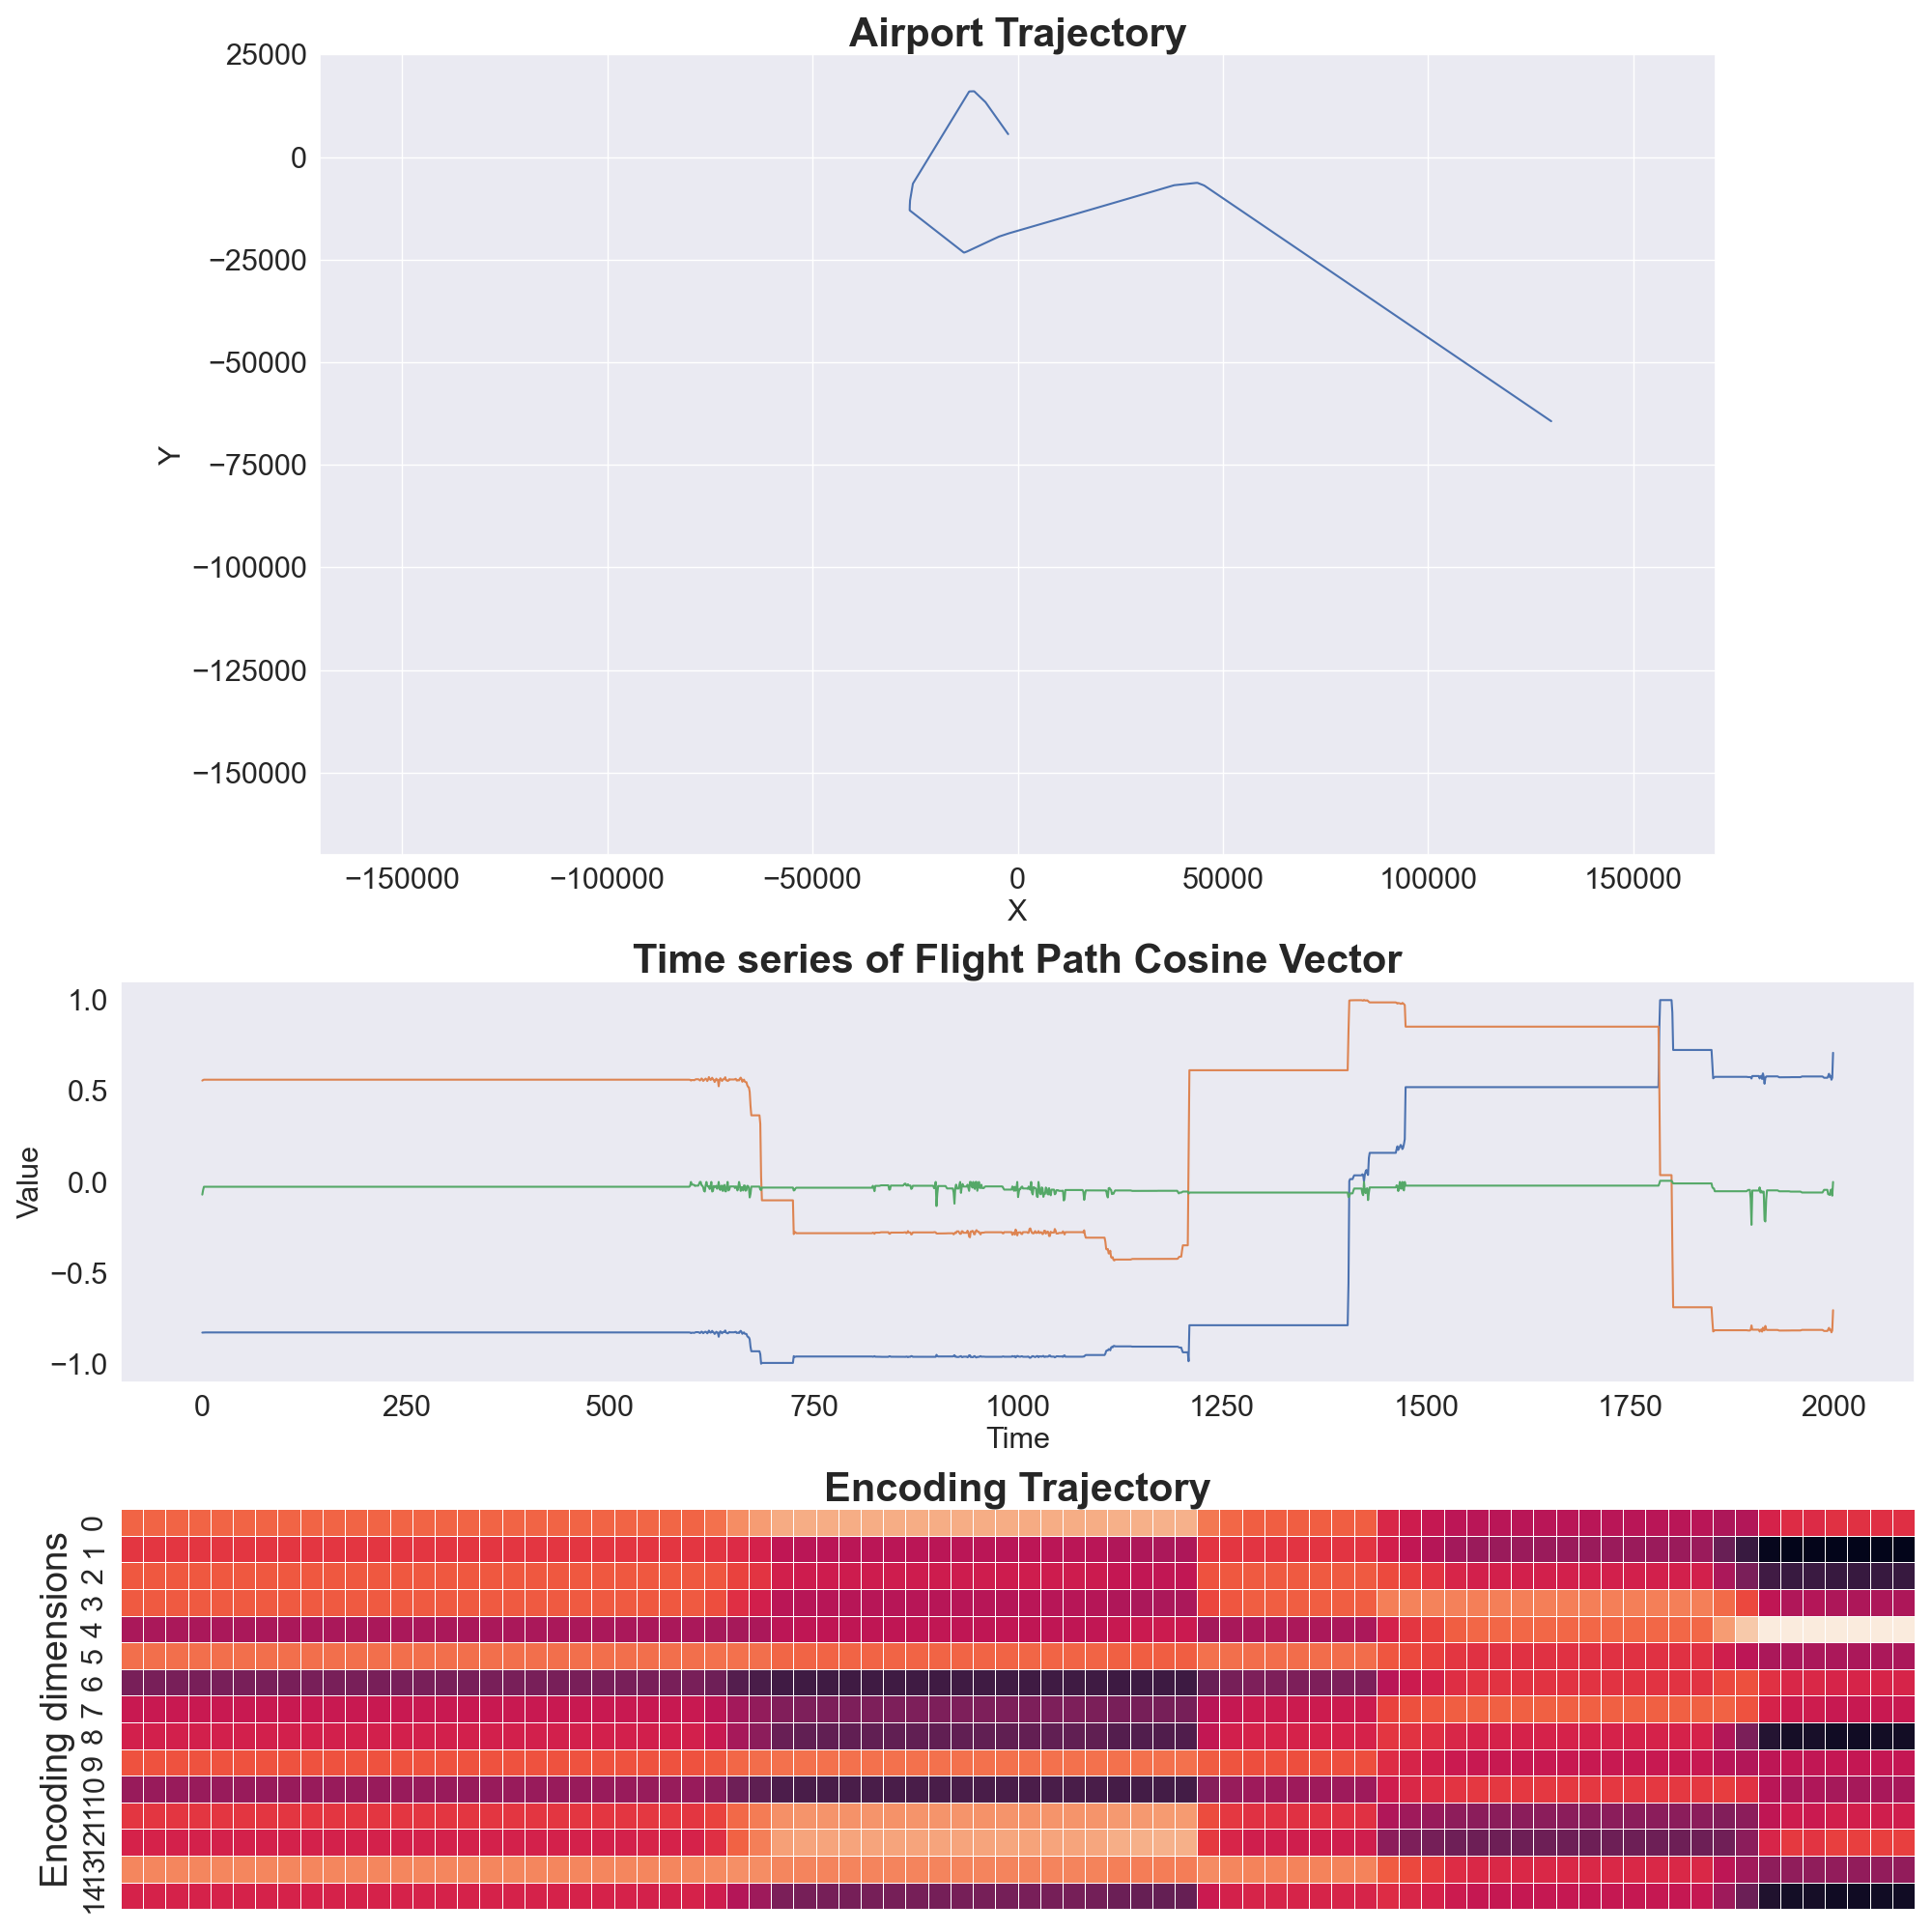 Airport Trajectory
25000
0
−25000
−50000
−75000
−100000
−125000
−150000
Y
−150000 −100000 −50000 0 50000 100000 150000
X
Time series of Flight Path Cosine Vector
1.0
0.5
0.0
−0.5
−1.0
Value
0 250 500 750 1000 1250 1500 1750 2000
Time
Encoding Trajectory
Encoding dimensions
0
1
2
3
4
5
6
7
8
9
10
11
12
13
14